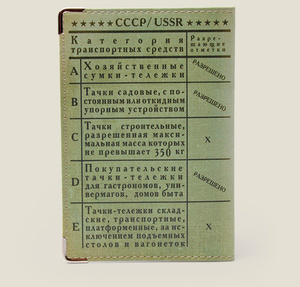 ★★★★★ СССР/USSR ★★★★★
Категория транспортных средств
Разрешающие отметки
A Хозяйственные
сумки-тележки
РАЗРЕШЕНО
B Тачки садовые, с по-
стоянным или откидным
упорным устройством
РАЗРЕШЕНО
C Тачки строительные,
разрешенная макси-
мальная масса которых
не превышает 350 кг
X
D Покупательские
тачки-тележки
для гастрономов, уни-
вермагов, домов быта
РАЗРЕШЕНО
E Тачки-тележки склад-
ские, транспортные,
платформенные, за ис-
ключением подъемных
столов и вагонеток
X